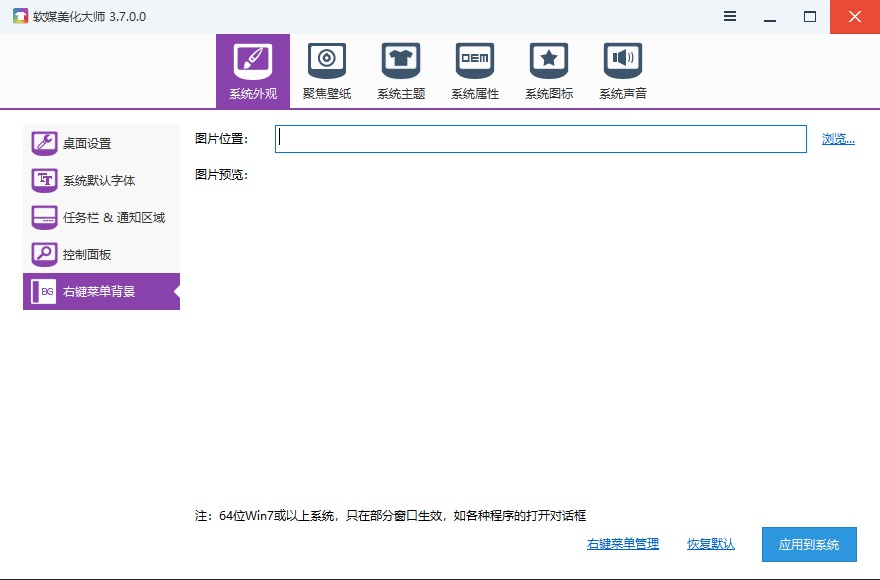 软媒美化大师 3.7.0.0
系统外观 聚焦壁纸 系统主题 OEM 系统属性 系统图标 系统声音
桌面设置
TT 系统默认字体
任务栏 & 通知区域
控制面板
BG 右键菜单背景
图片位置： 浏览...
图片预览：
注：64位Win7或以上系统，只在部分窗口生效，如各种程序的打开对话框
右键菜单管理 恢复默认 应用到系统